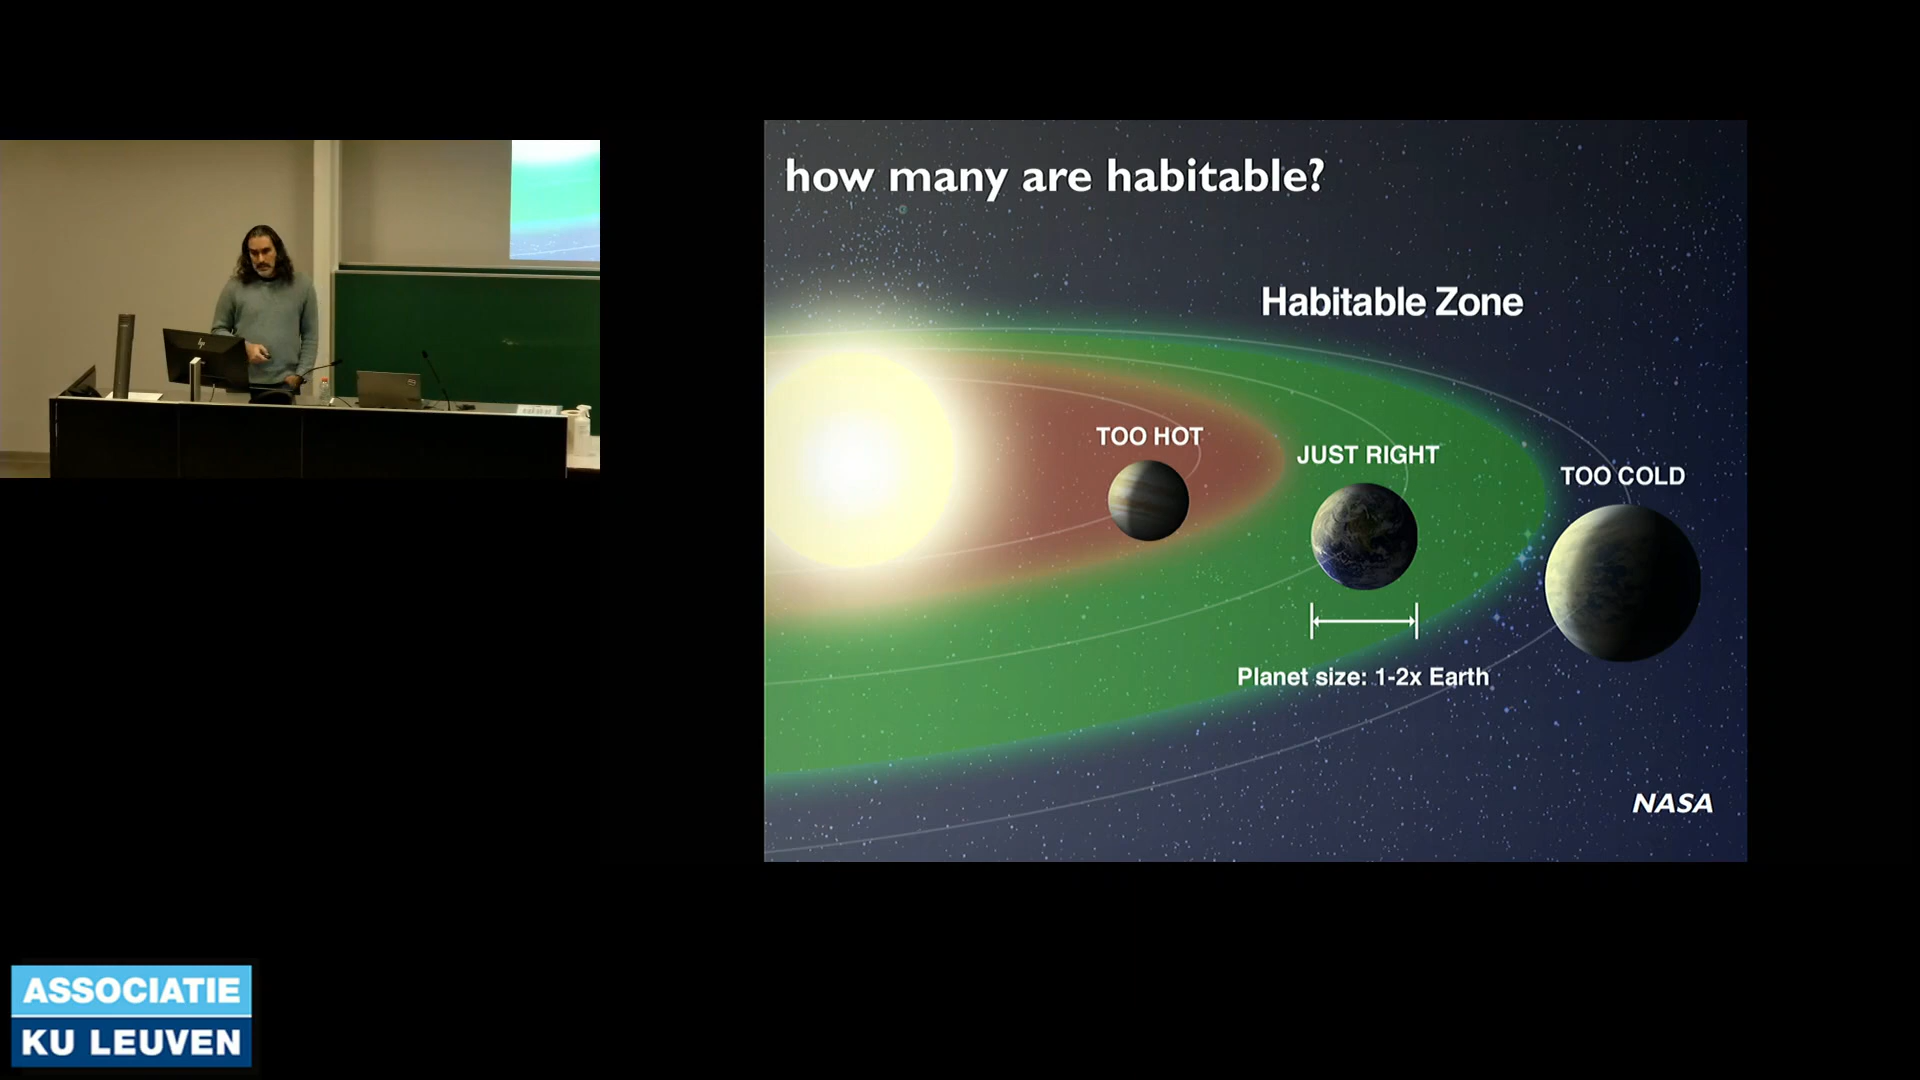 how many are habitable?
Habitable Zone
TOO HOT
JUST RIGHT
TOO COLD
Planet size: 1-2x Earth
NASA
hp
ASSOCIATIE
KU LEUVEN